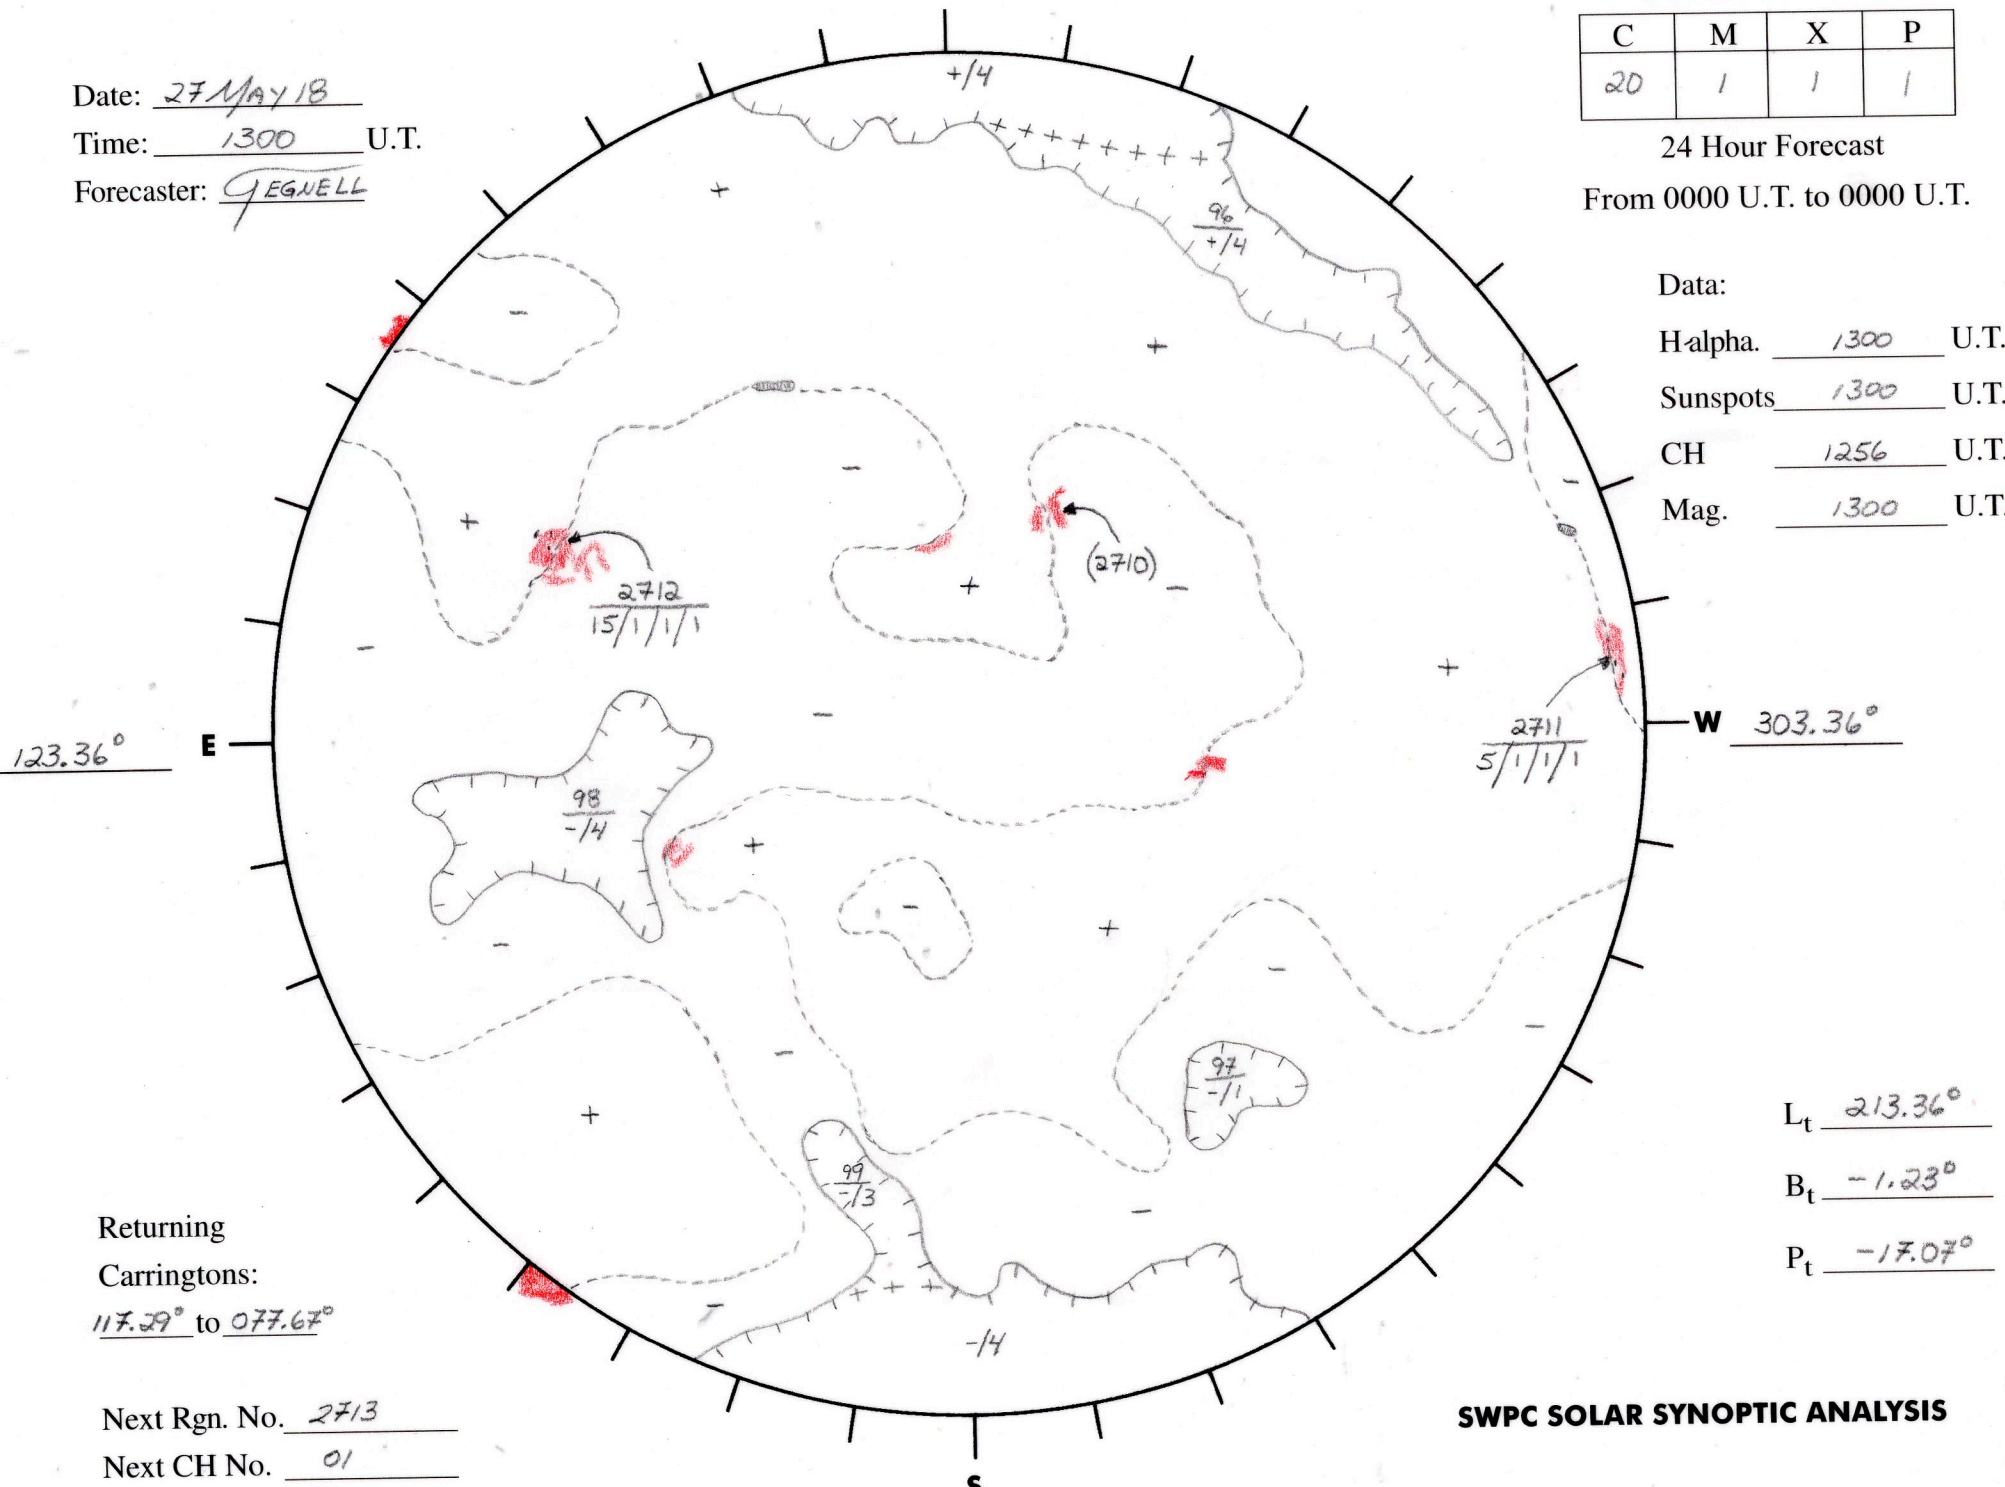 Date: 27 MAY 18
Time: 1300 U.T.
Forecaster: GEGNELL
C M X P
20 1 1 1
24 Hour Forecast
From 0000 U.T. to 0000 U.T.
Data:
H-alpha. 1300 U.T.
Sunspots 1300 U.T.
CH 1256 U.T.
Mag. 1300 U.T.
+/4
+
96
+/4
-
+
-
-
+
(2710)
2712
15/1/1/1
+
-
-
+
-
2711
5/1/1/1
123.36° E
W 303.36°
98
-/4
+
-
+
-
-
-
-
97
-/1
+
99
-/3
-
+ + +
-
-/4
Lt 213.36°
Bt -1.23°
Pt -17.07°
Returning
Carringtons:
117.29° to 077.67°
Next Rgn. No. 2713
Next CH No. 01
SWPC SOLAR SYNOPTIC ANALYSIS
S